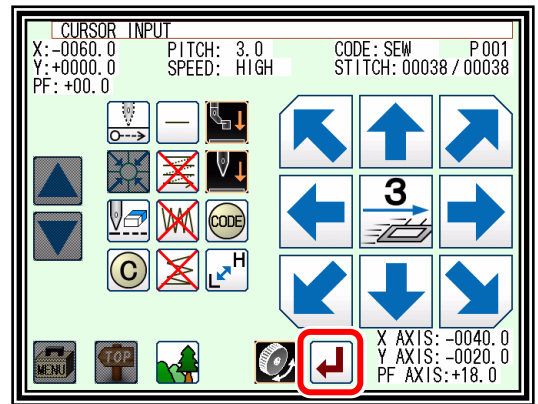 CURSOR INPUT
X:-0060.0 PITCH: 3.0 CODE:SEW P001
Y:+0000.0 SPEED: HIGH STITCH:00038/00038
PF:+00.0
3
CODE
C
L H
MENU
TOP
X AXIS:-0040.0
Y AXIS:-0020.0
PF AXIS:+18.0